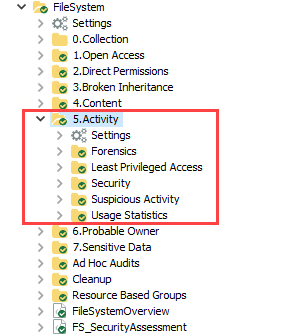 FileSystem
Settings
0.Collection
1.Open Access
2.Direct Permissions
3.Broken Inheritance
4.Content
5.Activity
Settings
Forensics
Least Privileged Access
Security
Suspicious Activity
Usage Statistics
6.Probable Owner
7.Sensitive Data
Ad Hoc Audits
Cleanup
Resource Based Groups
FileSystemOverview
FS_SecurityAssessment